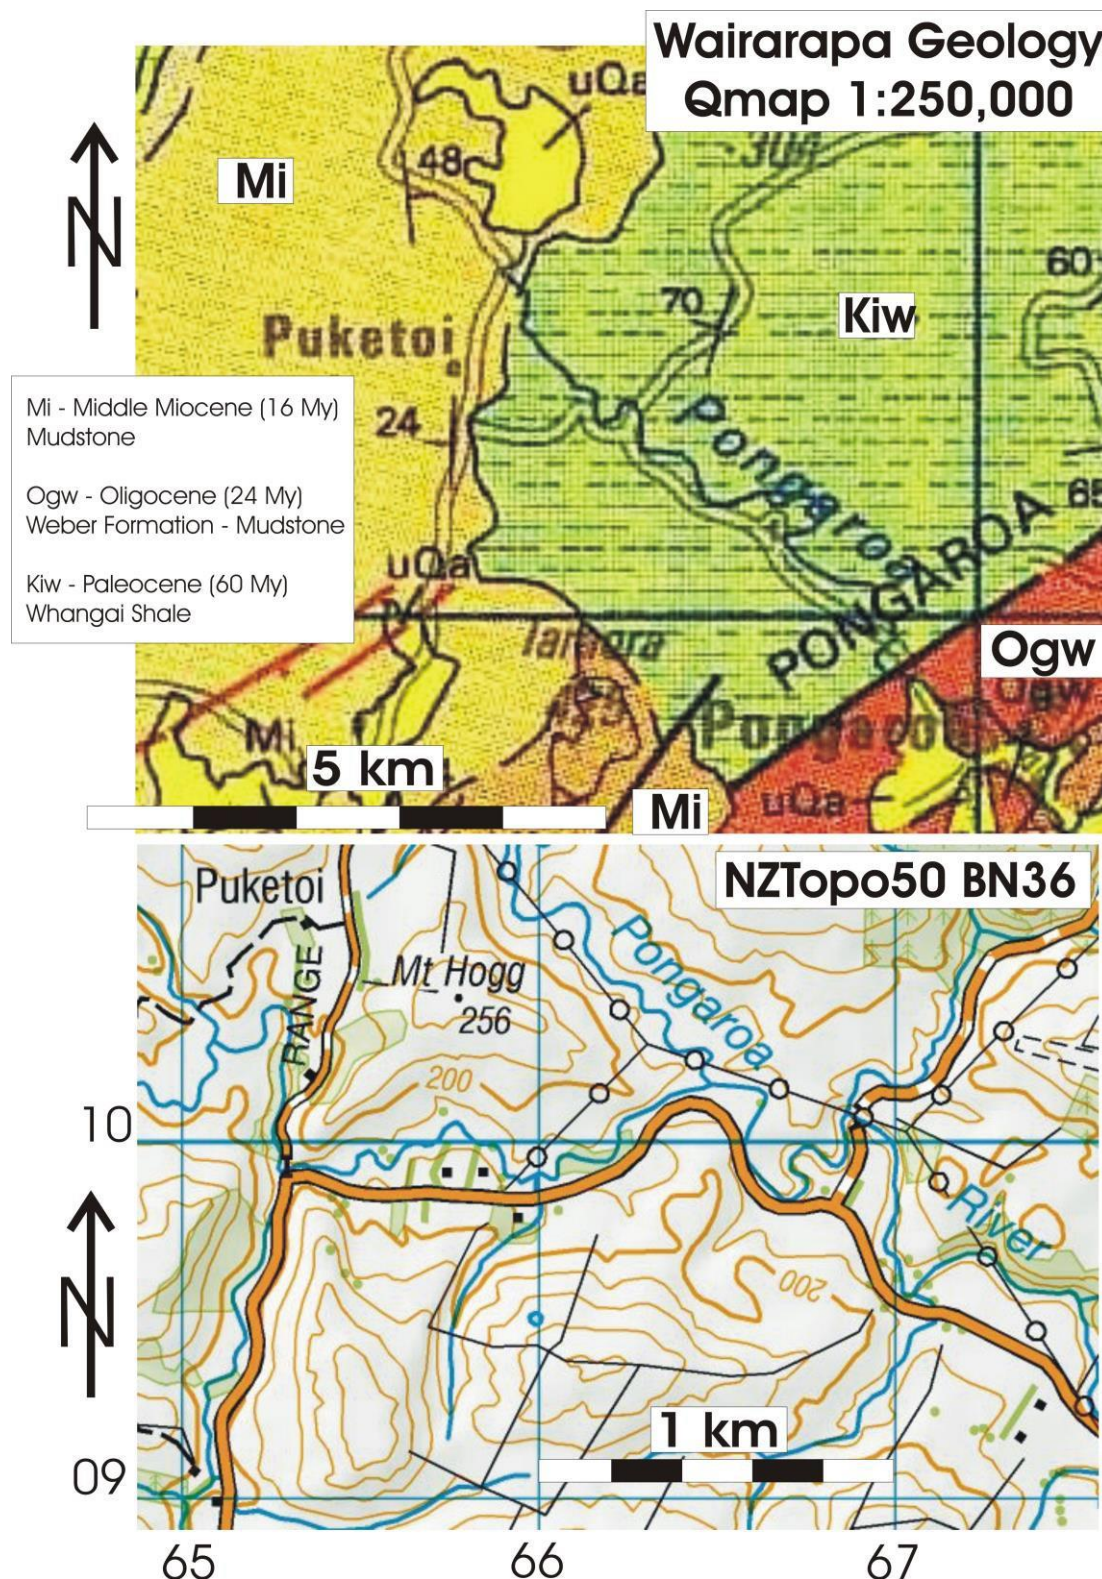 Wairarapa Geology
Qmap 1:250,000
uQa
48
Mi
N
70
60
Kiw
Puketoi
24
Pongaroa
65
PONGAROA
Mi - Middle Miocene (16 My)
Mudstone
Ogw - Oligocene (24 My)
Weber Formation - Mudstone
Kiw - Paleocene (60 My)
Whangai Shale
uQa
Ogw
Ogw
Mi
5 km
Mi
uQa
NZTopo50 BN36
Puketoi
RANGE
Mt Hogg
256
Pongaroa
200
10
N
River
200
1 km
09
65
66
67